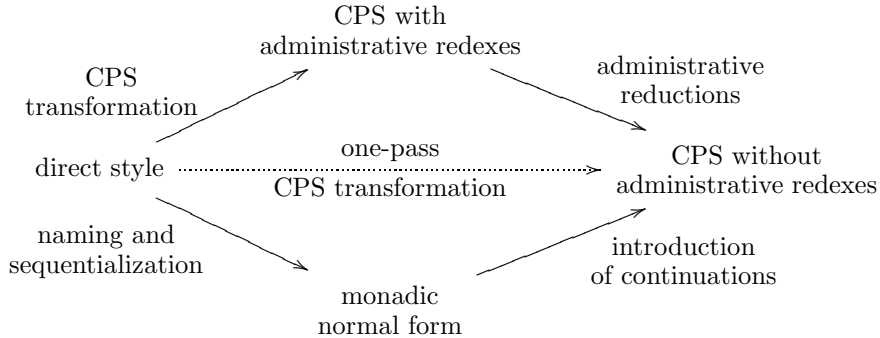 CPS with
administrative redexes
CPS
transformation
administrative
reductions
direct style
one-pass
CPS transformation
CPS without
administrative redexes
naming and
sequentialization
introduction
of continuations
monadic
normal form